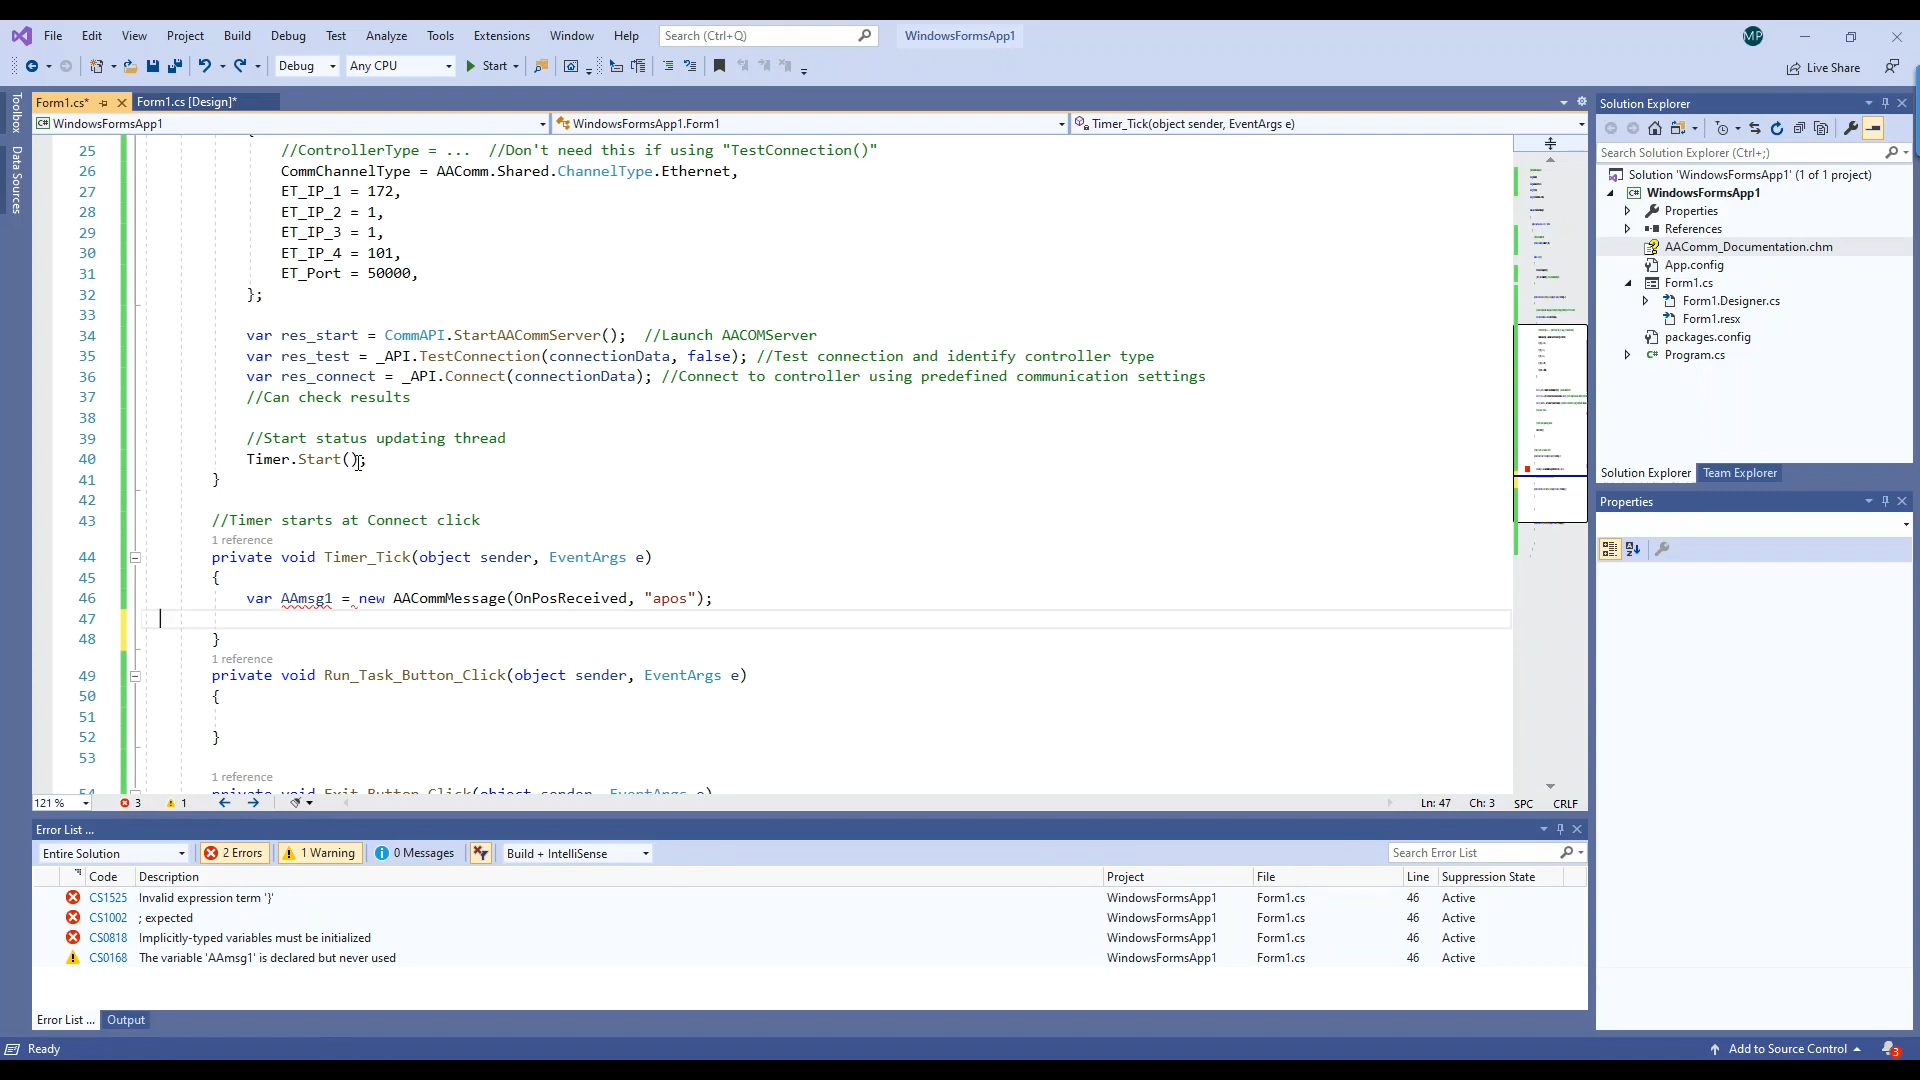 File Edit View Project Build Debug Test Analyze Tools Extensions Window Help Search (Ctrl+Q) WindowsFormsApp1 MP
Debug Any CPU Start Live Share
Form1.cs* Form1.cs [Design]*
WindowsFormsApp1 WindowsFormsApp1.Form1 Timer_Tick(object sender, EventArgs e)
Toolbox
Data Sources
25 {
//ControllerType = ... //Don't need this if using "TestConnection()"
26 CommChannelType = AAComm.Shared.ChannelType.Ethernet,
27 ET_IP_1 = 172,
28 ET_IP_2 = 1,
29 ET_IP_3 = 1,
30 ET_IP_4 = 101,
31 ET_Port = 50000,
32 };
33
34 var res_start = CommAPI.StartAACommServer(); //Launch AACOMServer
35 var res_test = _API.TestConnection(connectionData, false); //Test connection and identify controller type
36 var res_connect = _API.Connect(connectionData); //Connect to controller using predefined communication settings
37 //Can check results
38
39 //Start status updating thread
40 Timer.Start();
41 }
42
43 //Timer starts at Connect click
1 reference
44 private void Timer_Tick(object sender, EventArgs e)
45 {
46 var AAmsg1 = new AACommMessage(OnPosReceived, "apos");
47
48 }
1 reference
49 private void Run_Task_Button_Click(object sender, EventArgs e)
50 {
51
52 }
53
1 reference
54 private void Exit_Button_Click(object sender, EventArgs e)
121 % 3 1 Ln: 47 Ch: 3 SPC CRLF
Error List ...
Entire Solution 2 Errors 1 Warning 0 Messages Build + IntelliSense Search Error List
Code Description Project File Line Suppression State
CS1525 Invalid expression term '}' WindowsFormsApp1 Form1.cs 46 Active
CS1002 ; expected WindowsFormsApp1 Form1.cs 46 Active
CS0818 Implicitly-typed variables must be initialized WindowsFormsApp1 Form1.cs 46 Active
CS0168 The variable 'AAmsg1' is declared but never used WindowsFormsApp1 Form1.cs 46 Active
Error List ... Output
Ready Add to Source Control 3
Solution Explorer
Search Solution Explorer (Ctrl+;)
Solution 'WindowsFormsApp1' (1 of 1 project)
WindowsFormsApp1
Properties
References
AAComm_Documentation.chm
App.config
Form1.cs
Form1.Designer.cs
Form1.resx
packages.config
Program.cs
Solution Explorer Team Explorer
Properties